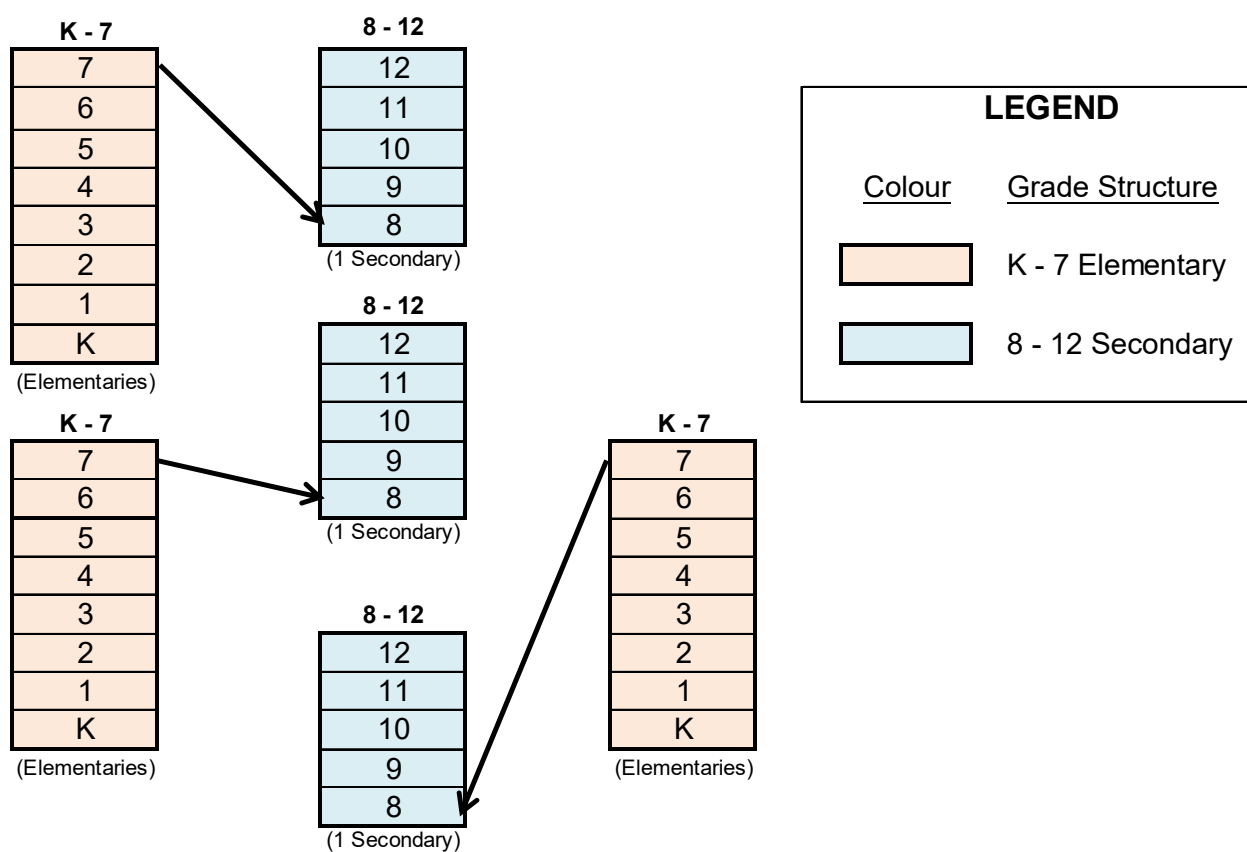 K - 7
7
6
5
4
3
2
1
K
(Elementaries)
8 - 12
12
11
10
9
8
(1 Secondary)
LEGEND
Colour Grade Structure
K - 7 Elementary
8 - 12 Secondary
8 - 12
12
11
10
9
8
(1 Secondary)
K - 7
7
6
5
4
3
2
1
K
(Elementaries)
K - 7
7
6
5
4
3
2
1
K
(Elementaries)
8 - 12
12
11
10
9
8
(1 Secondary)